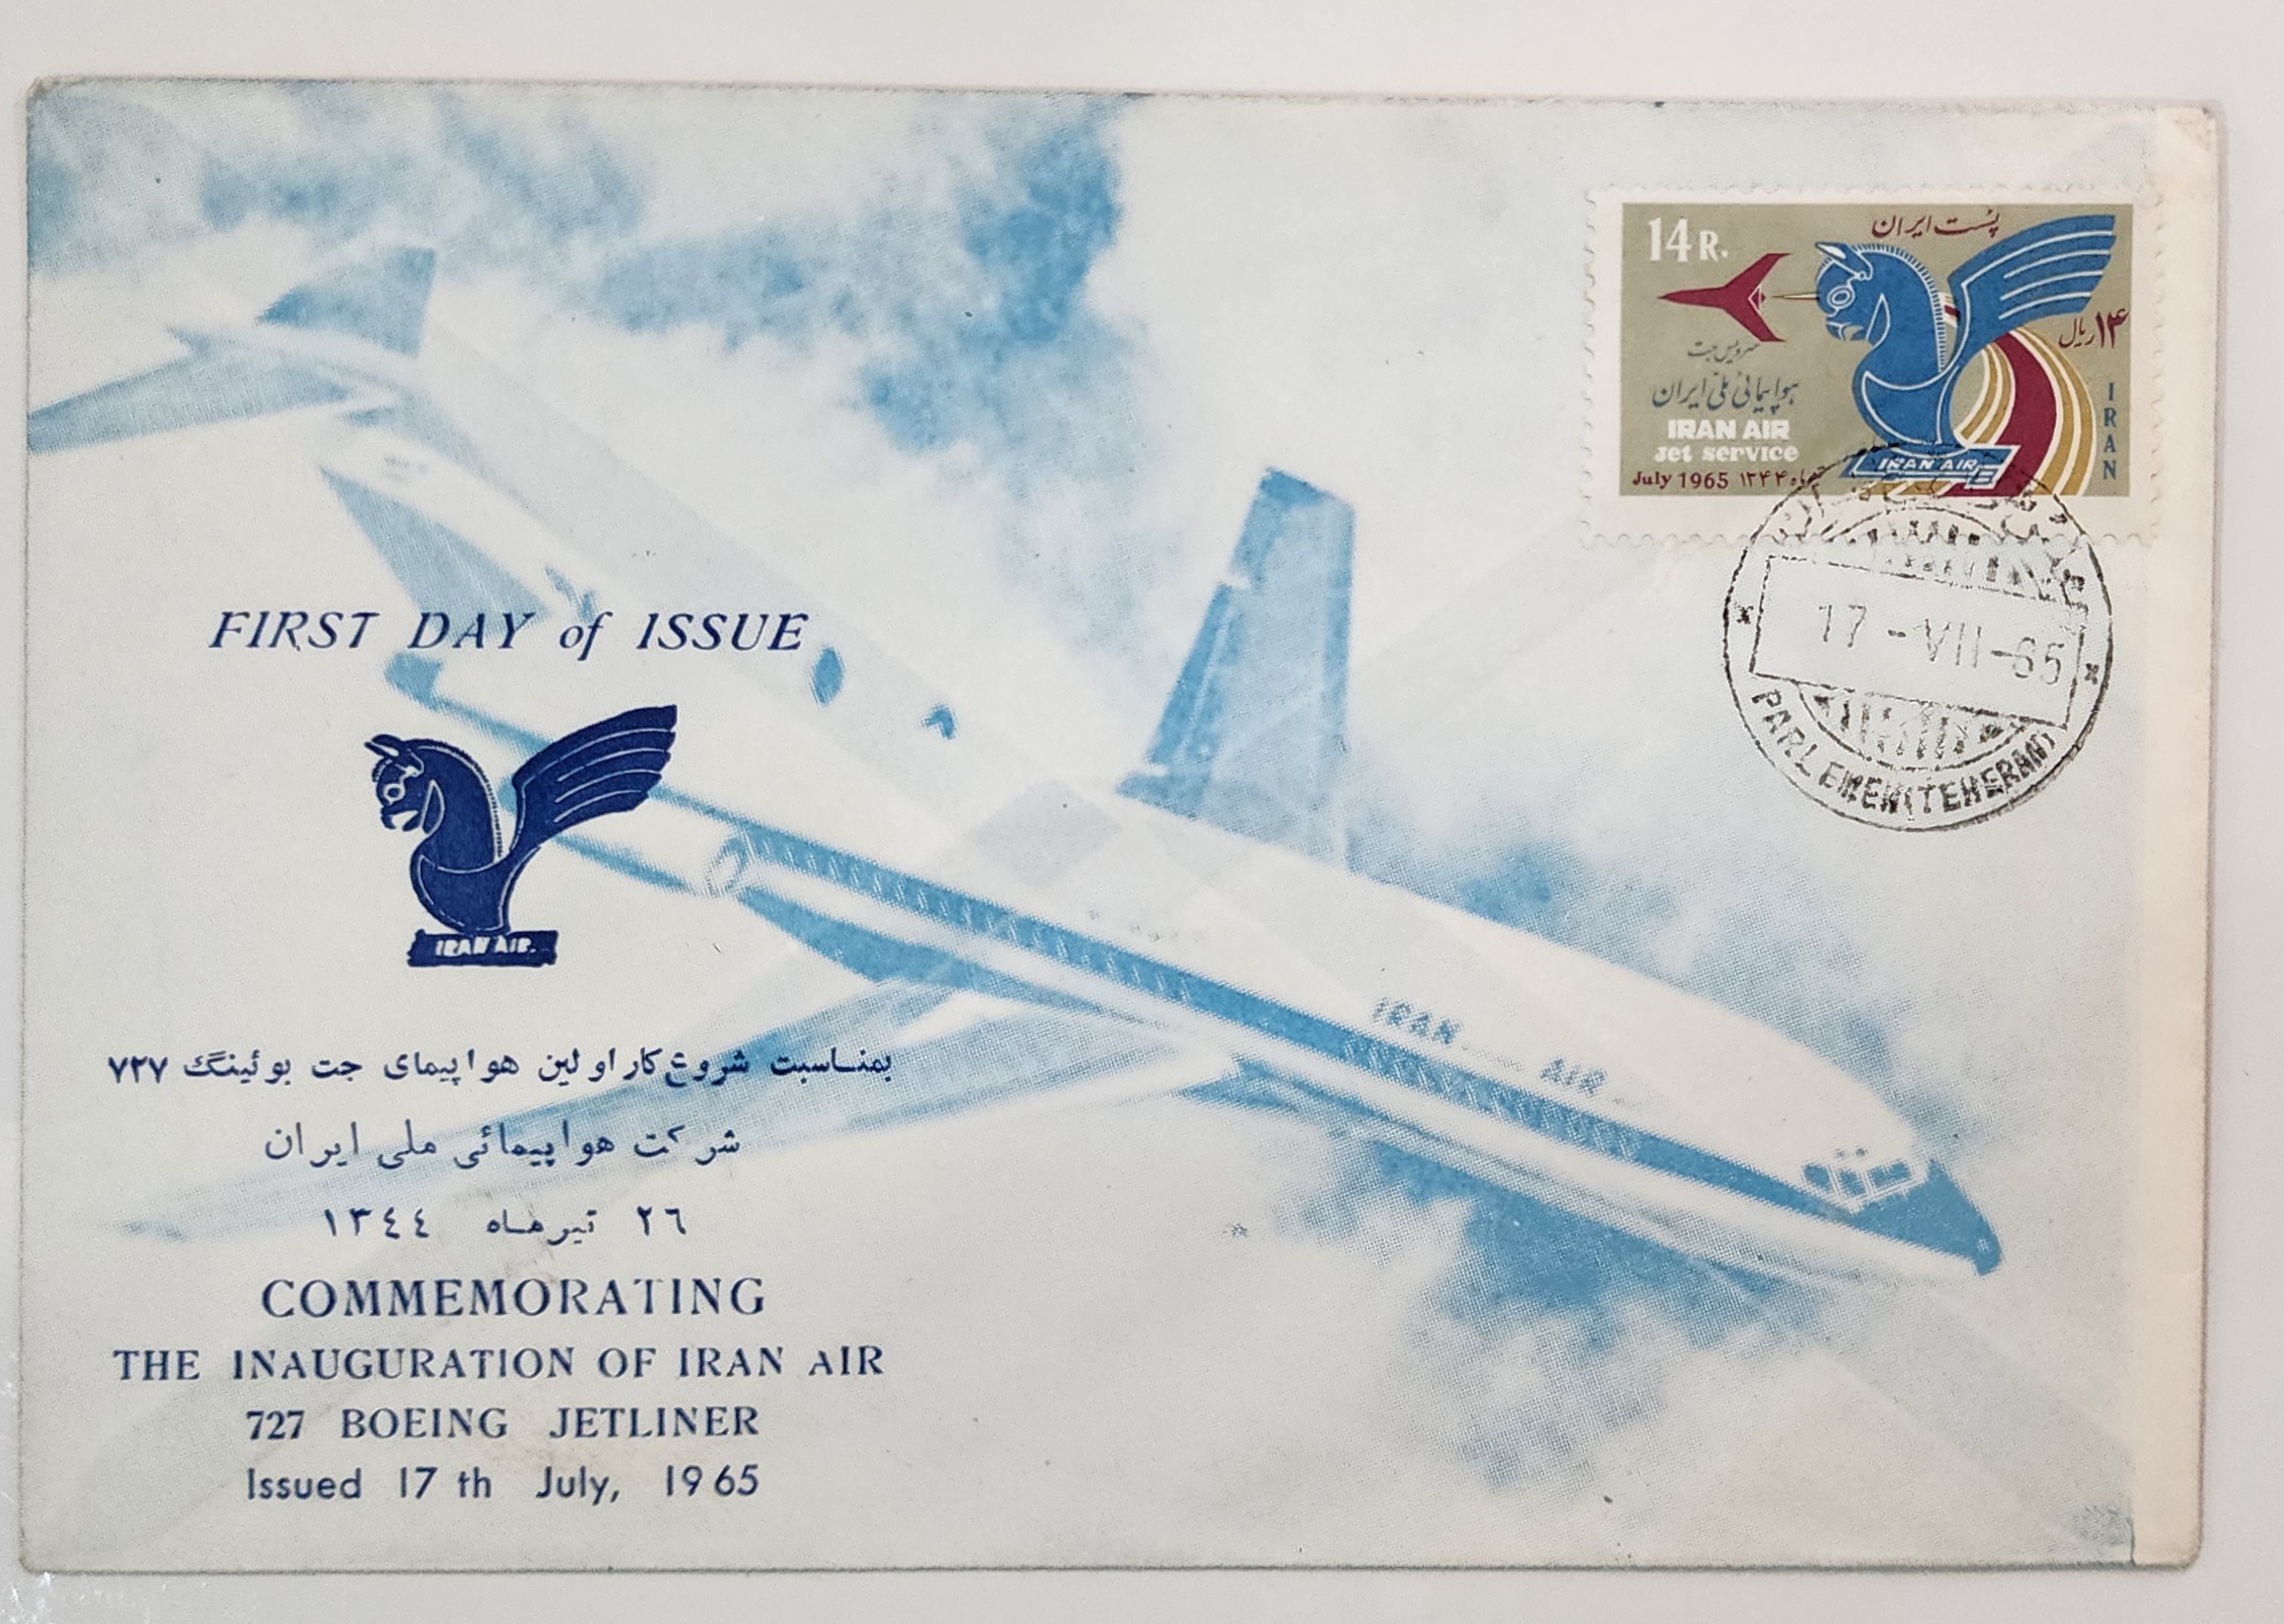 14 R.
پست ایران
۱۴ ریال
سرویس جت
هواپیمائی ملی ایران
IRAN AIR
Jet service
July 1965 ۱۳۴۴
IRAN AIR
IRAN
17-VII-65
PARLEMENT TEHERAN
FIRST DAY of ISSUE
IRAN AIR.
بمناسبت شروع کار اولین هواپیمای جت بوئینگ ۷۲۷
شرکت هواپیمائی ملی ایران
۲۶ تیرماه ۱۳٤٤
IRAN AIR
COMMEMORATING
THE INAUGURATION OF IRAN AIR
727 BOEING JETLINER
Issued 17 th July, 1965